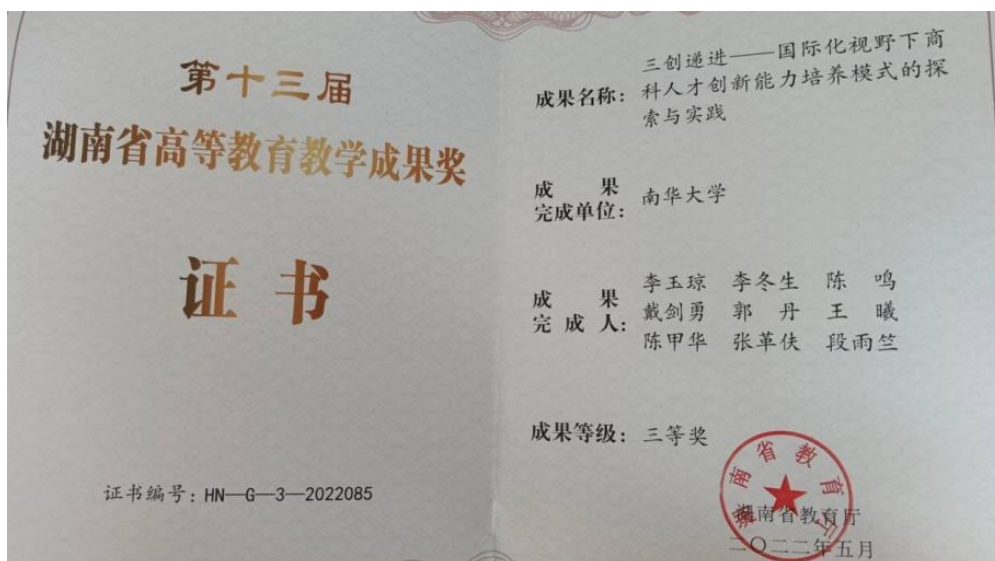 第十三届
湖南省高等教育教学成果奖
证书
证书编号：HN—G—3—2022085
成果名称：三创递进——国际化视野下商
科人才创新能力培养模式的探
索与实践
成果
完成单位：南华大学
成果
完成人：
李玉琼 李冬生 陈鸣
戴剑勇 郭丹 王曦
陈甲华 张革伕 段雨竺
成果等级：三等奖
湖南省教育厅
湖南省教育厅
二〇二二年五月